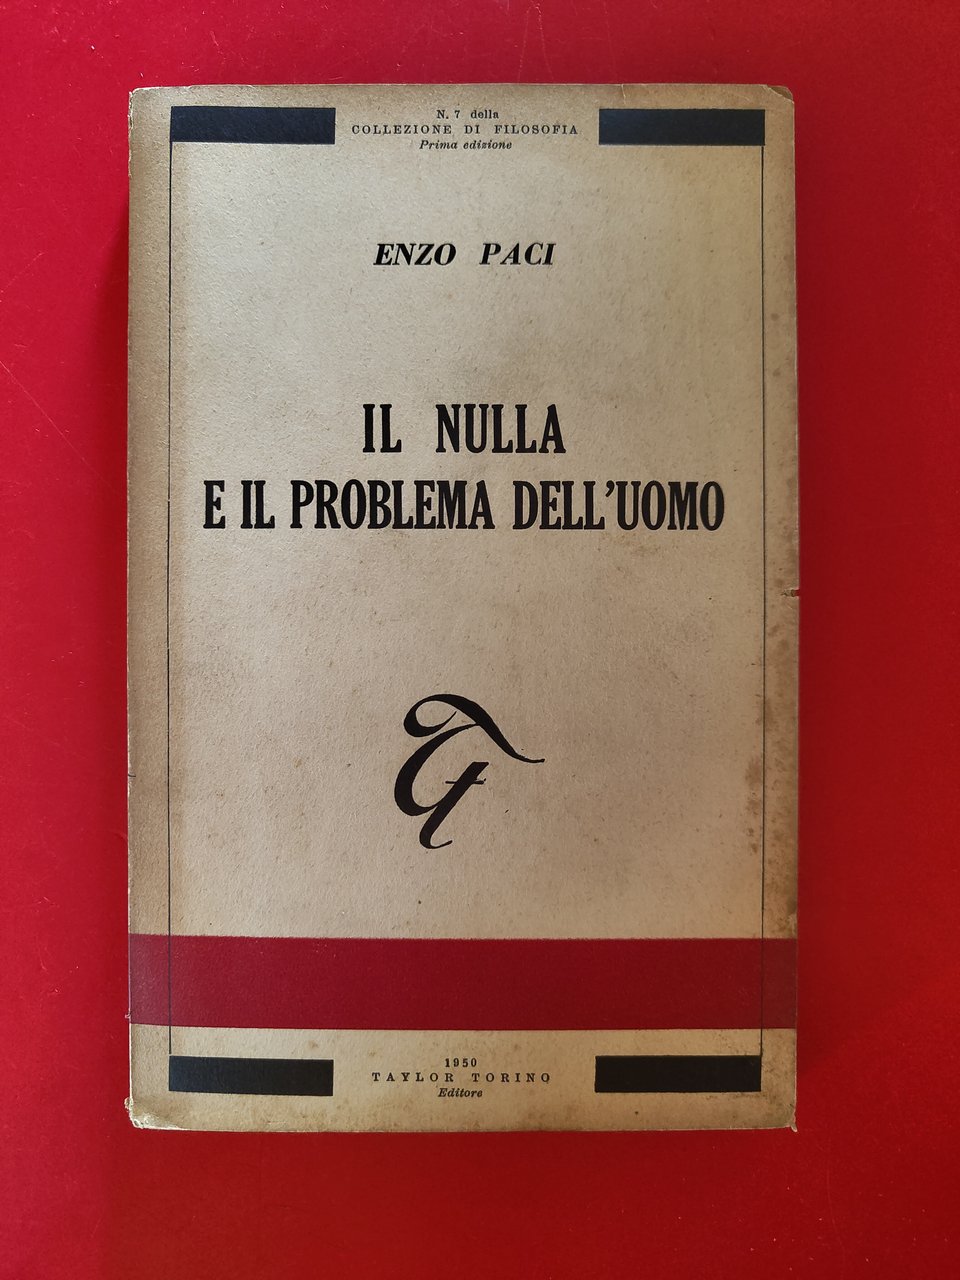 N. 7 della
COLLEZIONE DI FILOSOFIA
Prima edizione
ENZO PACI
IL NULLA
E IL PROBLEMA DELL'UOMO
1950
TAYLOR TORINO
Editore